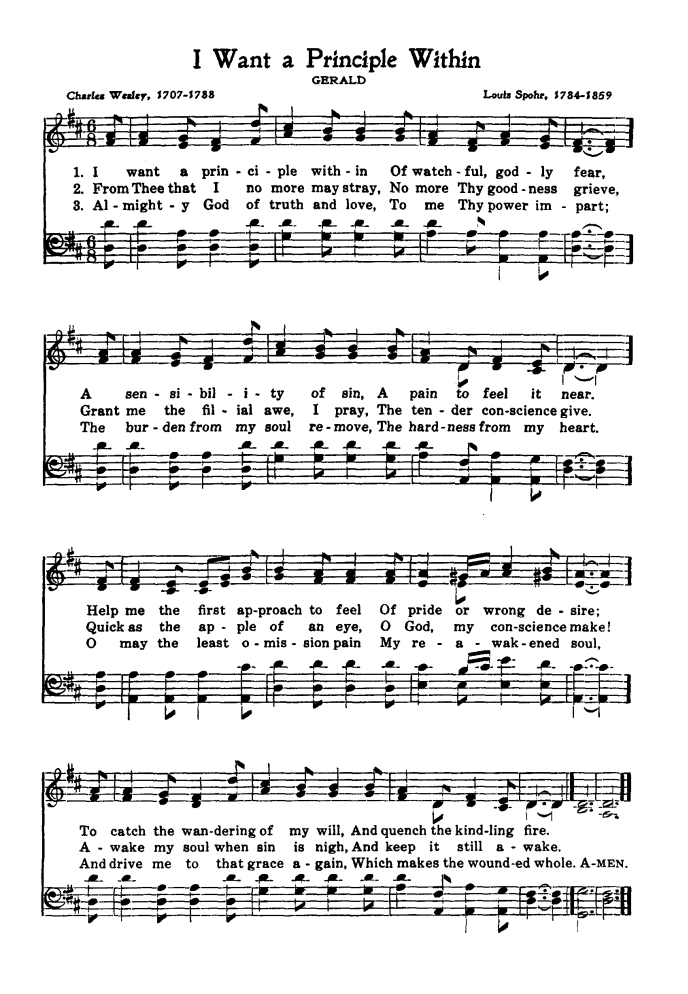 I Want a Principle Within
GERALD
Charles Wesley, 1707-1788 Louis Spohr, 1784-1859
1. I want a prin - ci - ple with - in Of watch - ful, god - ly fear,
2. From Thee that I no more may stray, No more Thy good - ness grieve,
3. Al - might - y God of truth and love, To me Thy power im - part;
A sen - si - bil - i - ty of sin, A pain to feel it near.
Grant me the fil - ial awe, I pray, The ten - der con-science give.
The bur - den from my soul re - move, The hard - ness from my heart.
Help me the first ap-proach to feel Of pride or wrong de - sire;
Quick as the ap - ple of an eye, O God, my con-science make!
O may the least o-mis-sion pain My re - a - wak - ened soul,
To catch the wan-dering of my will, And quench the kind-ling fire.
A - wake my soul when sin is nigh, And keep it still a - wake.
And drive me to that grace a - gain, Which makes the wound-ed whole. A-MEN.